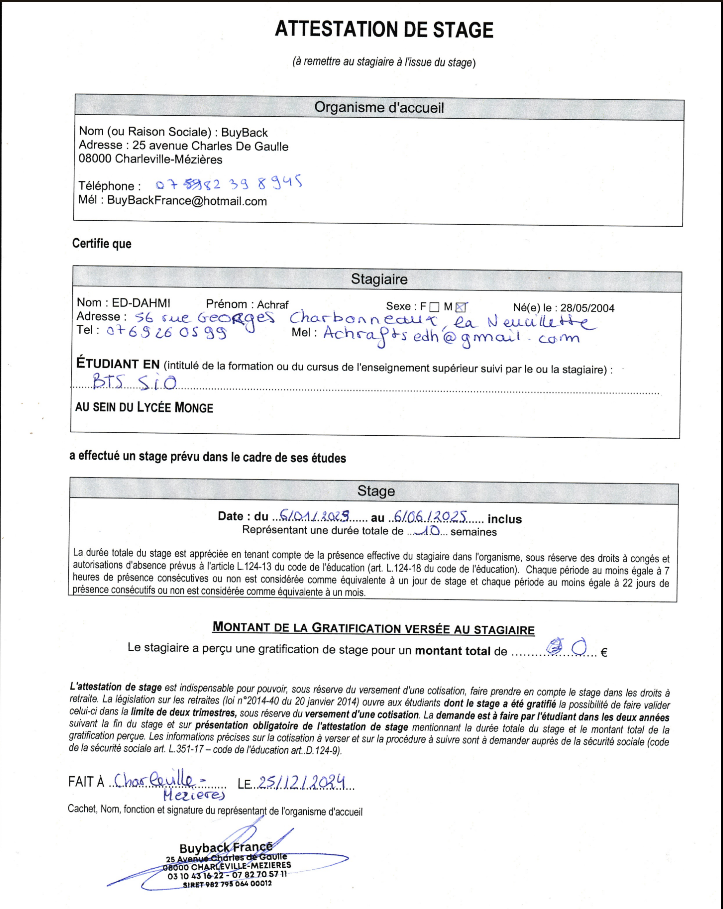 ATTESTATION DE STAGE
(à remettre au stagiaire à l'issue du stage)
Organisme d'accueil
Nom (ou Raison Sociale) : BuyBack
Adresse : 25 avenue Charles De Gaulle
08000 Charleville-Mézières
Téléphone :
Mél : BuyBackFrance@hotmail.com
Certifie que
Stagiaire
Nom : ED-DAHMI Prénom : Achraf Sexe : F ☐ M ☒ Né(e) le : 28/05/2004
Adresse : 56 rue GEORGES Charbonneaux, la Neuillette
Tel : 0769260599 Mel : Achraftsedh@gmail.com
ÉTUDIANT EN (intitulé de la formation ou du cursus de l'enseignement supérieur suivi par le ou la stagiaire) :
BTS SiO
AU SEIN DU LYCÉE MONGE
a effectué un stage prévu dans le cadre de ses études
Stage
Date : du 6/01/2025 au 6/06/2025 inclus
Représentant une durée totale de 10 semaines
La durée totale du stage est appréciée en tenant compte de la présence effective du stagiaire dans l'organisme, sous réserve des droits à congés et
autorisations d'absence prévus à l'article L.124-13 du code de l'éducation (art. L.124-18 du code de l'éducation). Chaque période au moins égale à 7
heures de présence consécutives ou non est considérée comme équivalente à un jour de stage et chaque période au moins égale à 22 jours de
présence consécutifs ou non est considérée comme équivalente à un mois.
MONTANT DE LA GRATIFICATION VERSÉE AU STAGIAIRE
Le stagiaire a perçu une gratification de stage pour un montant total de 0 €
L'attestation de stage est indispensable pour pouvoir, sous réserve du versement d'une cotisation, faire prendre en compte le stage dans les droits à
retraite. La législation sur les retraites (loi n°2014-40 du 20 janvier 2014) ouvre aux étudiants dont le stage a été gratifié la possibilité de faire valider
celui-ci dans la limite de deux trimestres, sous réserve du versement d'une cotisation. La demande est à faire par l'étudiant dans les deux années
suivant la fin du stage et sur présentation obligatoire de l'attestation de stage mentionnant la durée totale du stage et le montant total de la
gratification perçue. Les informations précises sur la cotisation à verser et sur la procédure à suivre sont à demander auprès de la sécurité sociale (code
de la sécurité sociale art. L.351-17 – code de l'éducation art..D.124-9).
FAIT À Charleville- LE 25/12/2024
Mezieres
Cachet, Nom, fonction et signature du représentant de l'organisme d'accueil
Buyback France
25 Avenue Charles de Gaulle
08000 CHARLEVILLE-MEZIERES
03 10 43 16 22 - 07 82 70 57 11
SIRET 982 795 064 00012